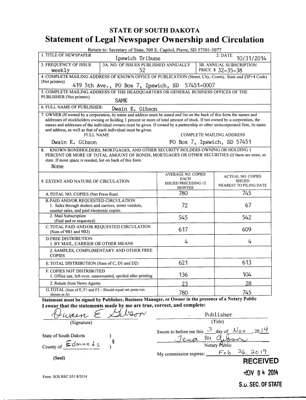 STATE OF SOUTH DAKOTA
Statement of Legal Newspaper Ownership and Circulation
Return to: Secretary of State, 500 E. Capitol, Pierre, SD 57501-5077
1. TITLE OF NEWSPAPER
Ipswich Tribune
2. DATE
10/31/2014
3. FREQUENCY OF ISSUE
weekly
3A. NO. OF ISSUES PUBLISHED ANNUALLY
52
3B. ANNUAL SUBSCRIPTION
PRICE $ 32-35-38
4. COMPLETE MAILING ADDRESS OF KNOWN OFFICE OF PUBLICATION (Street, City, County, State and ZIP+4 Code)
(Not printers)
419 5th Ave., PO Box 7, Ipswich, SD 57451-0007
5. COMPLETE MAILING ADDRESS OF THE HEADQUARTERS OR GENERAL BUSINESS OFFICES OF THE
PUBLISHER (Not printers)
SAME
6. FULL NAME OF PUBLISHER:
Dwain E. Gibson
7. OWNER (If owned by a corporation, its name and address must be stated and list on the back of this form the names and
addresses of stockholders owning or holding 1 percent or more of total amount of stock. If not owned by a corporation, the
names and addresses of the individual owners must be given. If owned by a partnership or other unincorporated firm, its name
and address, as well as that of each individual must be given.
FULL NAME
COMPLETE MAILING ADDRESS
Dwain E. Gibson
PO Box 7, Ipswich, SD 57451
8. KNOWN BONDHOLDERS, MORTGAGEES, AND OTHER SECURITY HOLDERS OWNING OR HOLDING 1
PERCENT OR MORE OF TOTAL AMOUNT OF BONDS, MORTGAGES OR OTHER SECURITIES (If there are none, so
state. If more space is needed, list on back of this form.
None
9. EXTENT AND NATURE OF CIRCULATION
AVERAGE NO. COPIES
EACH
ISSUE PRECEDING 12
MONTHS
ACTUAL NO. COPIES
ISSUED
NEAREST TO FILING DATE
A. TOTAL NO. COPIES (Net Press Run)
780
745
B. PAID AND/OR REQUESTED CIRCULATION
1. Sales through dealers and carriers, street vendors,
counter sales, and paid electronic copies.
72
67
2. Mail Subscriptions
(Paid and/or requested)
545
542
C. TOTAL PAID AND/OR REQUESTED CIRCULATION
(Sum of 9B1 and 9B2)
617
609
D. FREE DISTRIBUTION
1. BY MAIL, CARRIER OR OTHER MEANS
4
4
2. SAMPLES, COMPLIMENTARY AND OTHER FREE
COPIES
E. TOTAL DISTRIBUTION (Sum of C, D1 and D2)
621
613
F. COPIES NOT DISTRIBUTED
1. Office use, left over, unaccounted, spoiled after printing
136
104
2. Return from News Agents
23
28
G. TOTAL (Sum of E, F1 and F2 - Should equal net press run
shown in A)
780
745
Statement must be signed by Publisher, Business Manager, or Owner in the presence of a Notary Public
I swear that the statements made by me are true, correct, and complete:
Dwain E Gibson
(Signature)
Publisher
(Title)
State of South Dakota )
County of Edmunds )
§
(Seal)
Sworn to before me this 3 day of Nov, 2014
Notary Public
My commission expires: Feb 26, 2019
RECEIVED
NOV 04 2014
S.D. SEC. OF STATE